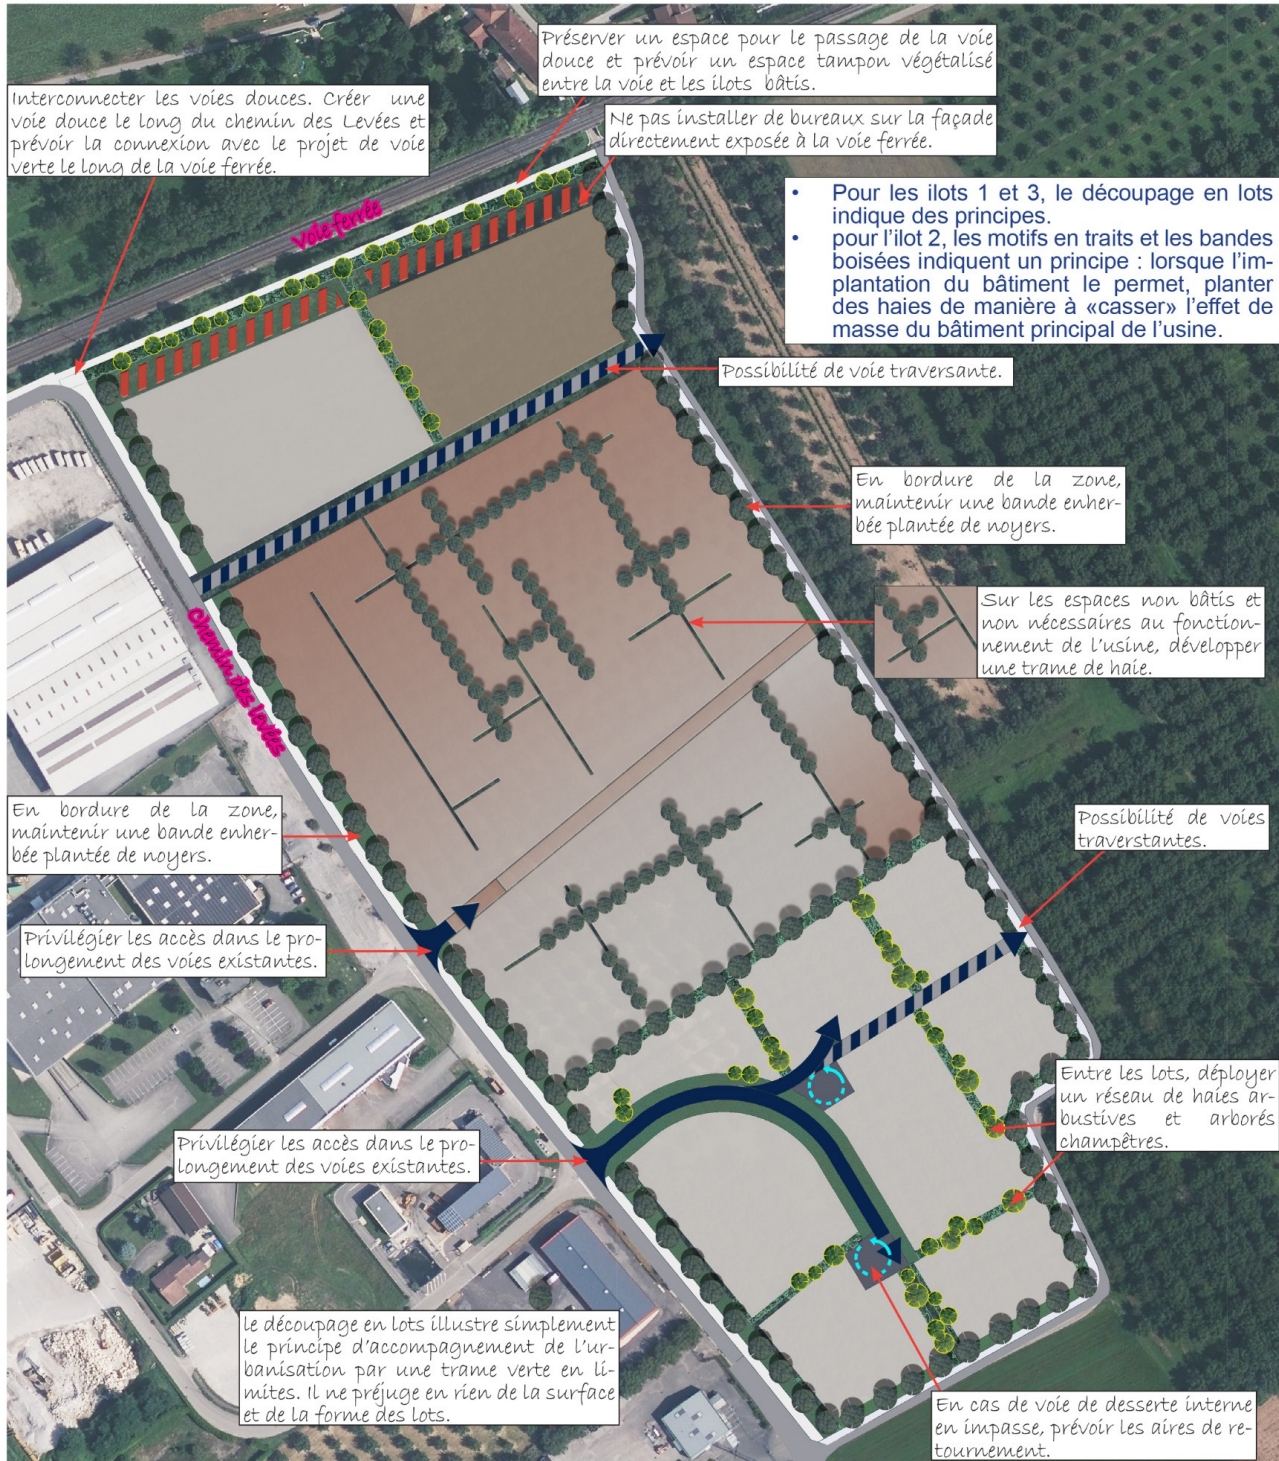 Préserver un espace pour le passage de la voie
douce et prévoir un espace tampon végétalisé
entre la voie et les ilots bâtis.
Interconnecter les voies douces. Créer une
voie douce le long du chemin des Levées et
prévoir la connexion avec le projet de voie
verte le long de la voie ferrée.
Ne pas installer de bureaux sur la façade
directement exposée à la voie ferrée.
voie ferrée
• Pour les ilots 1 et 3, le découpage en lots
indique des principes.
• pour l'ilot 2, les motifs en traits et les bandes
boisées indiquent un principe : lorsque l'im-
plantation du bâtiment le permet, planter
des haies de manière à «casser» l'effet de
masse du bâtiment principal de l'usine.
Possibilité de voie traversante.
En bordure de la zone,
maintenir une bande enher-
bée plantée de noyers.
Sur les espaces non bâtis et
non nécessaires au fonction-
nement de l'usine, développer
une trame de haie.
chemin des levées
En bordure de la zone,
maintenir une bande enher-
bée plantée de noyers.
Possibilité de voies
traverstantes.
Privilégier les accès dans le pro-
longement des voies existantes.
Entre les lots, déployer
un réseau de haies ar-
bustives et arborés
champêtres.
Privilégier les accès dans le pro-
longement des voies existantes.
le découpage en lots illustre simplement
le principe d'accompagnement de l'ur-
banisation par une trame verte en li-
mites. Il ne préjuge en rien de la surface
et de la forme des lots.
En cas de voie de desserte interne
en impasse, prévoir les aires de re-
tournement.